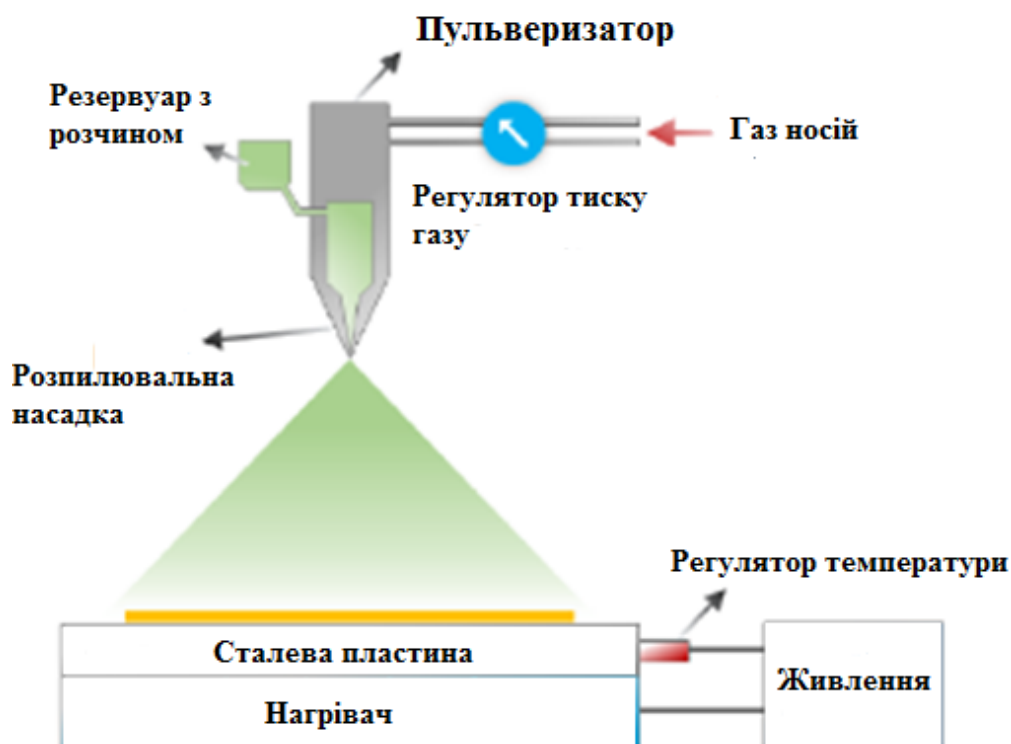 Пульверизатор
Резервуар з
розчином
Газ носій
Регулятор тиску
газу
Розпилювальна
насадка
Регулятор температури
Сталева пластина
Живлення
Нагрівач